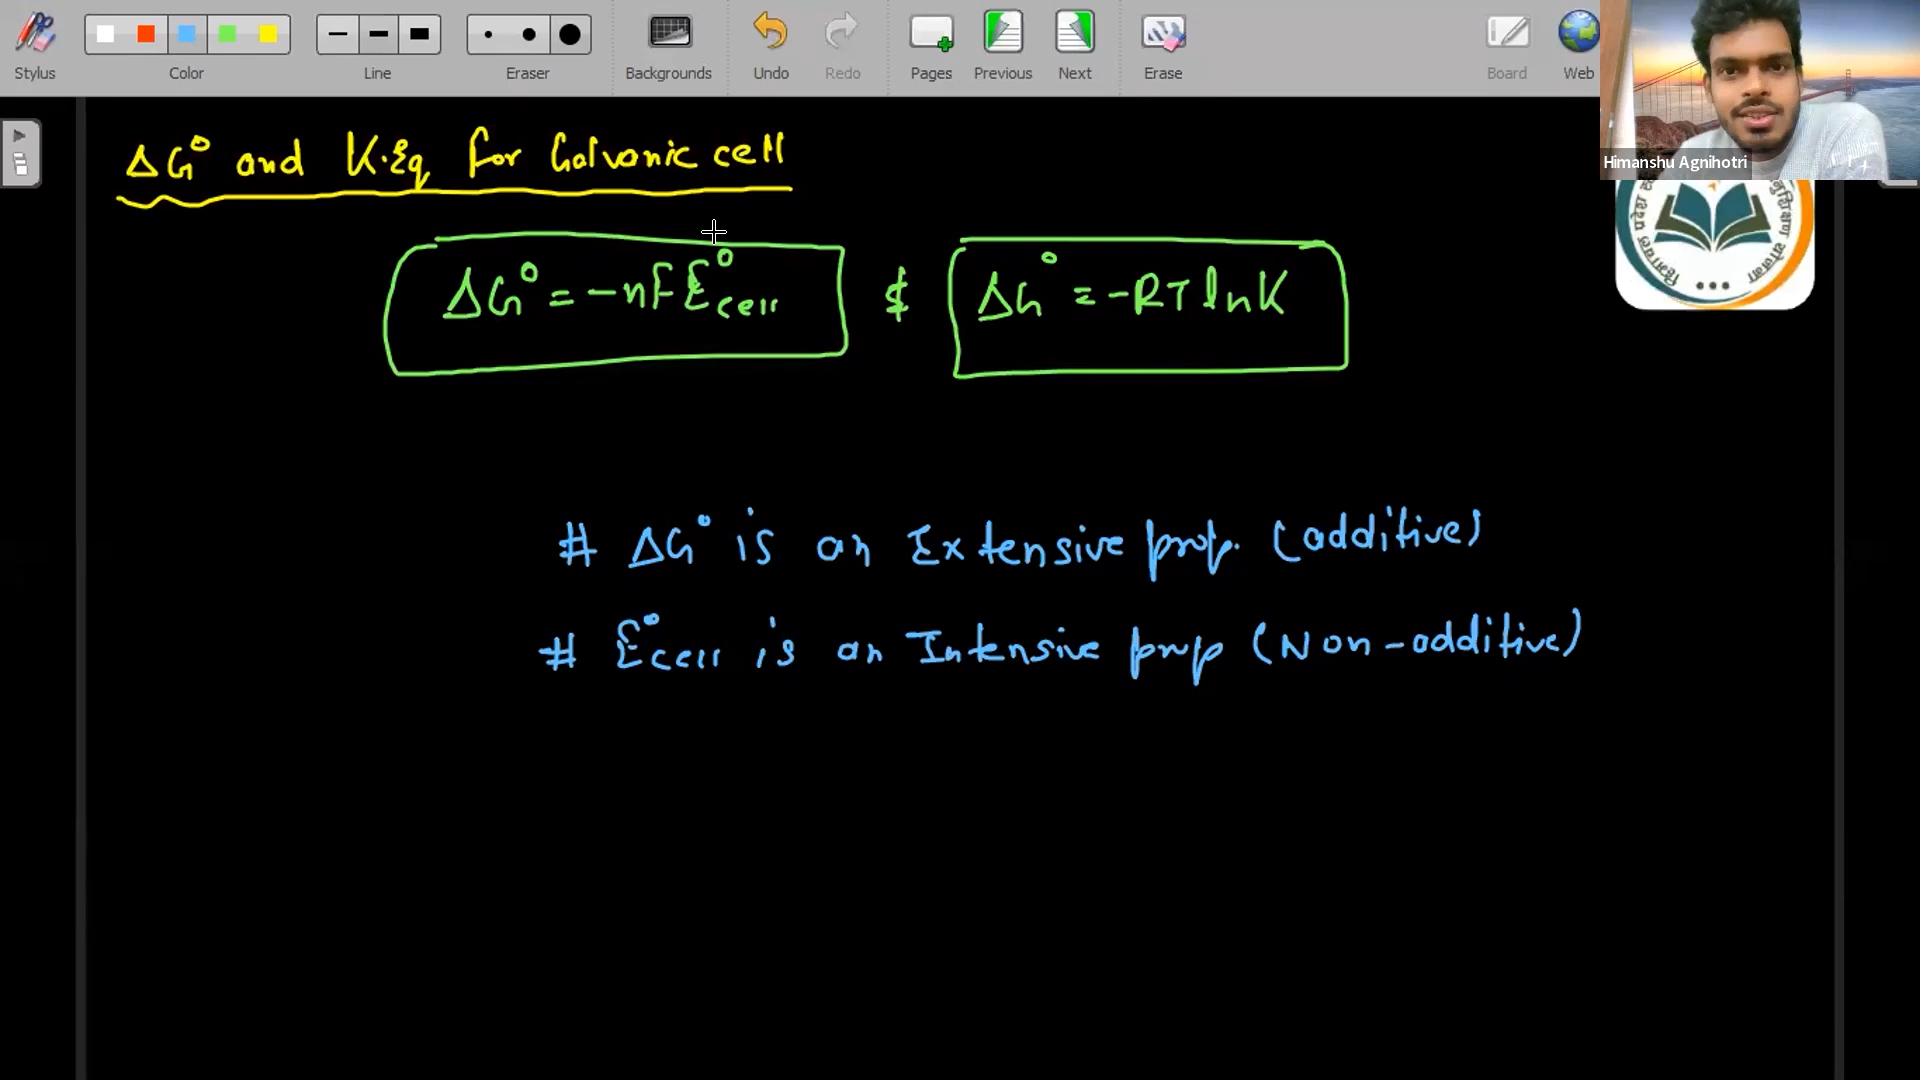 Stylus Color Line Eraser Backgrounds Undo Redo Pages Previous Next Erase Board Web
Himanshu Agnihotri
ΔG° and K.Eq for Galvanic cell
ΔG° = -nFE°cell & ΔG° = -RT lnK
# ΔG° is an Extensive prop. (additive)
# E°cell is an Intensive prop (Non-additive)